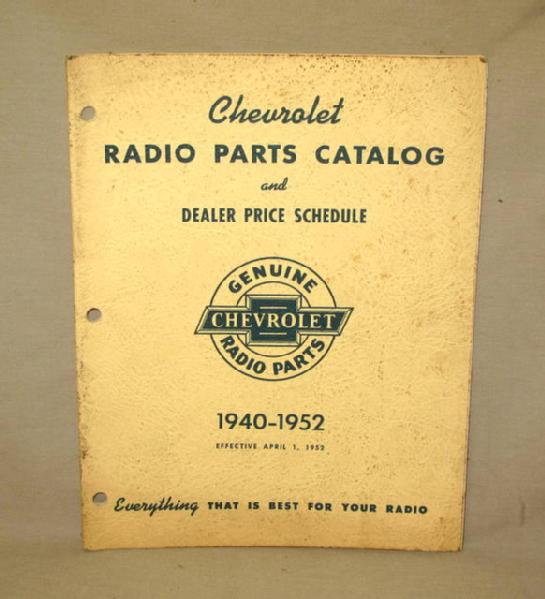 Chevrolet
RADIO PARTS CATALOG
and
DEALER PRICE SCHEDULE
GENUINE
CHEVROLET
RADIO PARTS
1940-1952
EFFECTIVE APRIL 1, 1952
Everything THAT IS BEST FOR YOUR RADIO